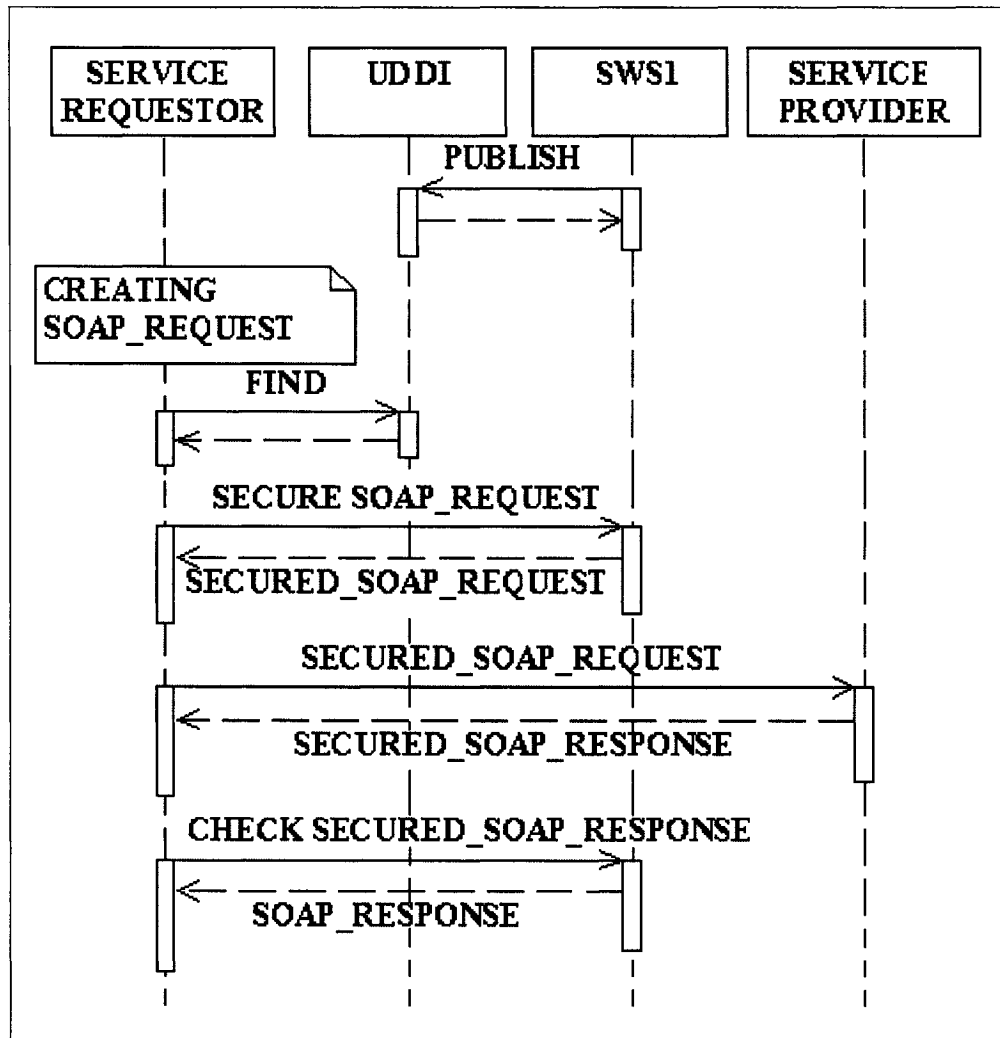 SERVICE
REQUESTOR
UDDI
SWS1
SERVICE
PROVIDER
PUBLISH
CREATING
SOAP_REQUEST
FIND
SECURE SOAP_REQUEST
SECURED_SOAP_REQUEST
SECURED_SOAP_REQUEST
SECURED_SOAP_RESPONSE
CHECK SECURED_SOAP_RESPONSE
SOAP_RESPONSE